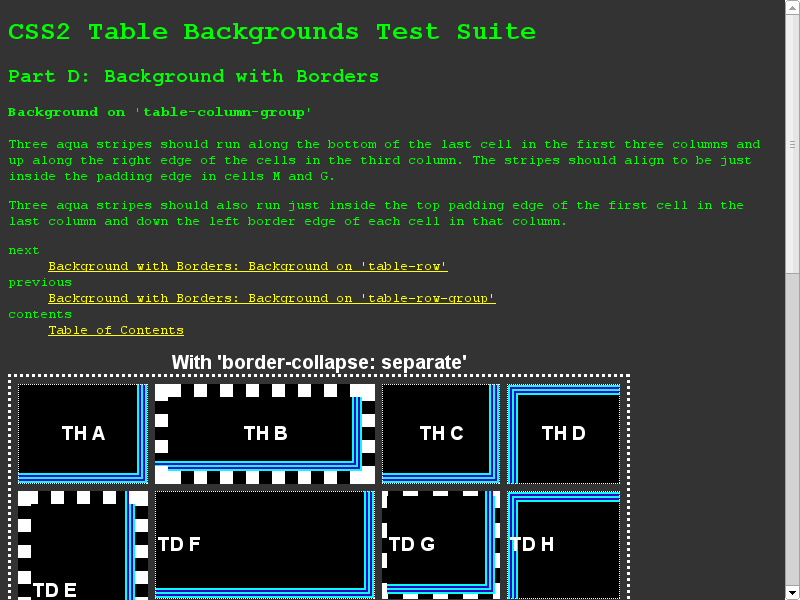 CSS2 Table Backgrounds Test Suite
Part D: Background with Borders
Background on 'table-column-group'
Three aqua stripes should run along the bottom of the last cell in the first three columns and
up along the right edge of the cells in the third column. The stripes should align to be just
inside the padding edge in cells M and G.
Three aqua stripes should also run just inside the top padding edge of the first cell in the
last column and down the left border edge of each cell in that column.
next
Background with Borders: Background on 'table-row'
previous
Background with Borders: Background on 'table-row-group'
contents
Table of Contents
With 'border-collapse: separate'
TH A TH B TH C TH D
TD F TD G TD H
TD E